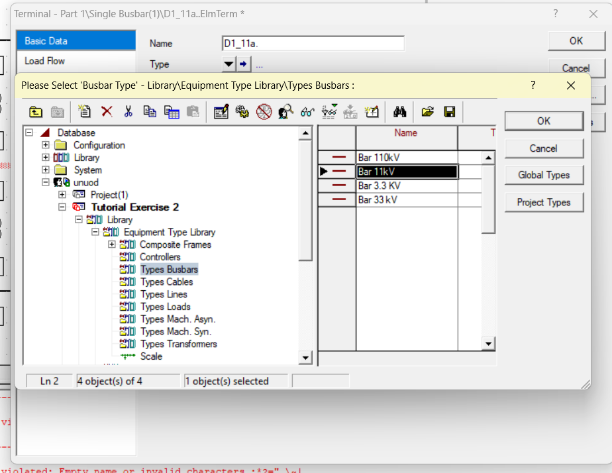 Terminal - Part 1\Single Busbar(1)\D1_11a..ElmTerm *
?
Basic Data
Name
D1_11a.
OK
Load Flow
Type
...
Cancel
Please Select 'Busbar Type' - Library\Equipment Type Library\Types Busbars :
?
Database
Configuration
Library
System
unuod
Project(1)
Tutorial Exercise 2
Library
Equipment Type Library
Composite Frames
Controllers
Types Busbars
Types Cables
Types Lines
Types Loads
Types Mach. Asyn.
Types Mach. Syn.
Types Transformers
Scale
Name
T
Bar 110kV
Bar 11kV
Bar 3.3 KV
Bar 33 kV
OK
Cancel
Global Types
Project Types
Ln 2
4 object(s) of 4
1 object(s) selected
violated: Empty name or invalid characters :*?="